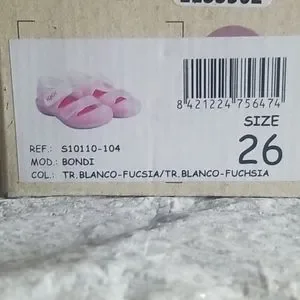 8 421224 756474
SIZE
26
REF.: S10110-104
MOD.: BONDI
COL.: TR.BLANCO-FUCSIA/TR.BLANCO-FUCHSIA